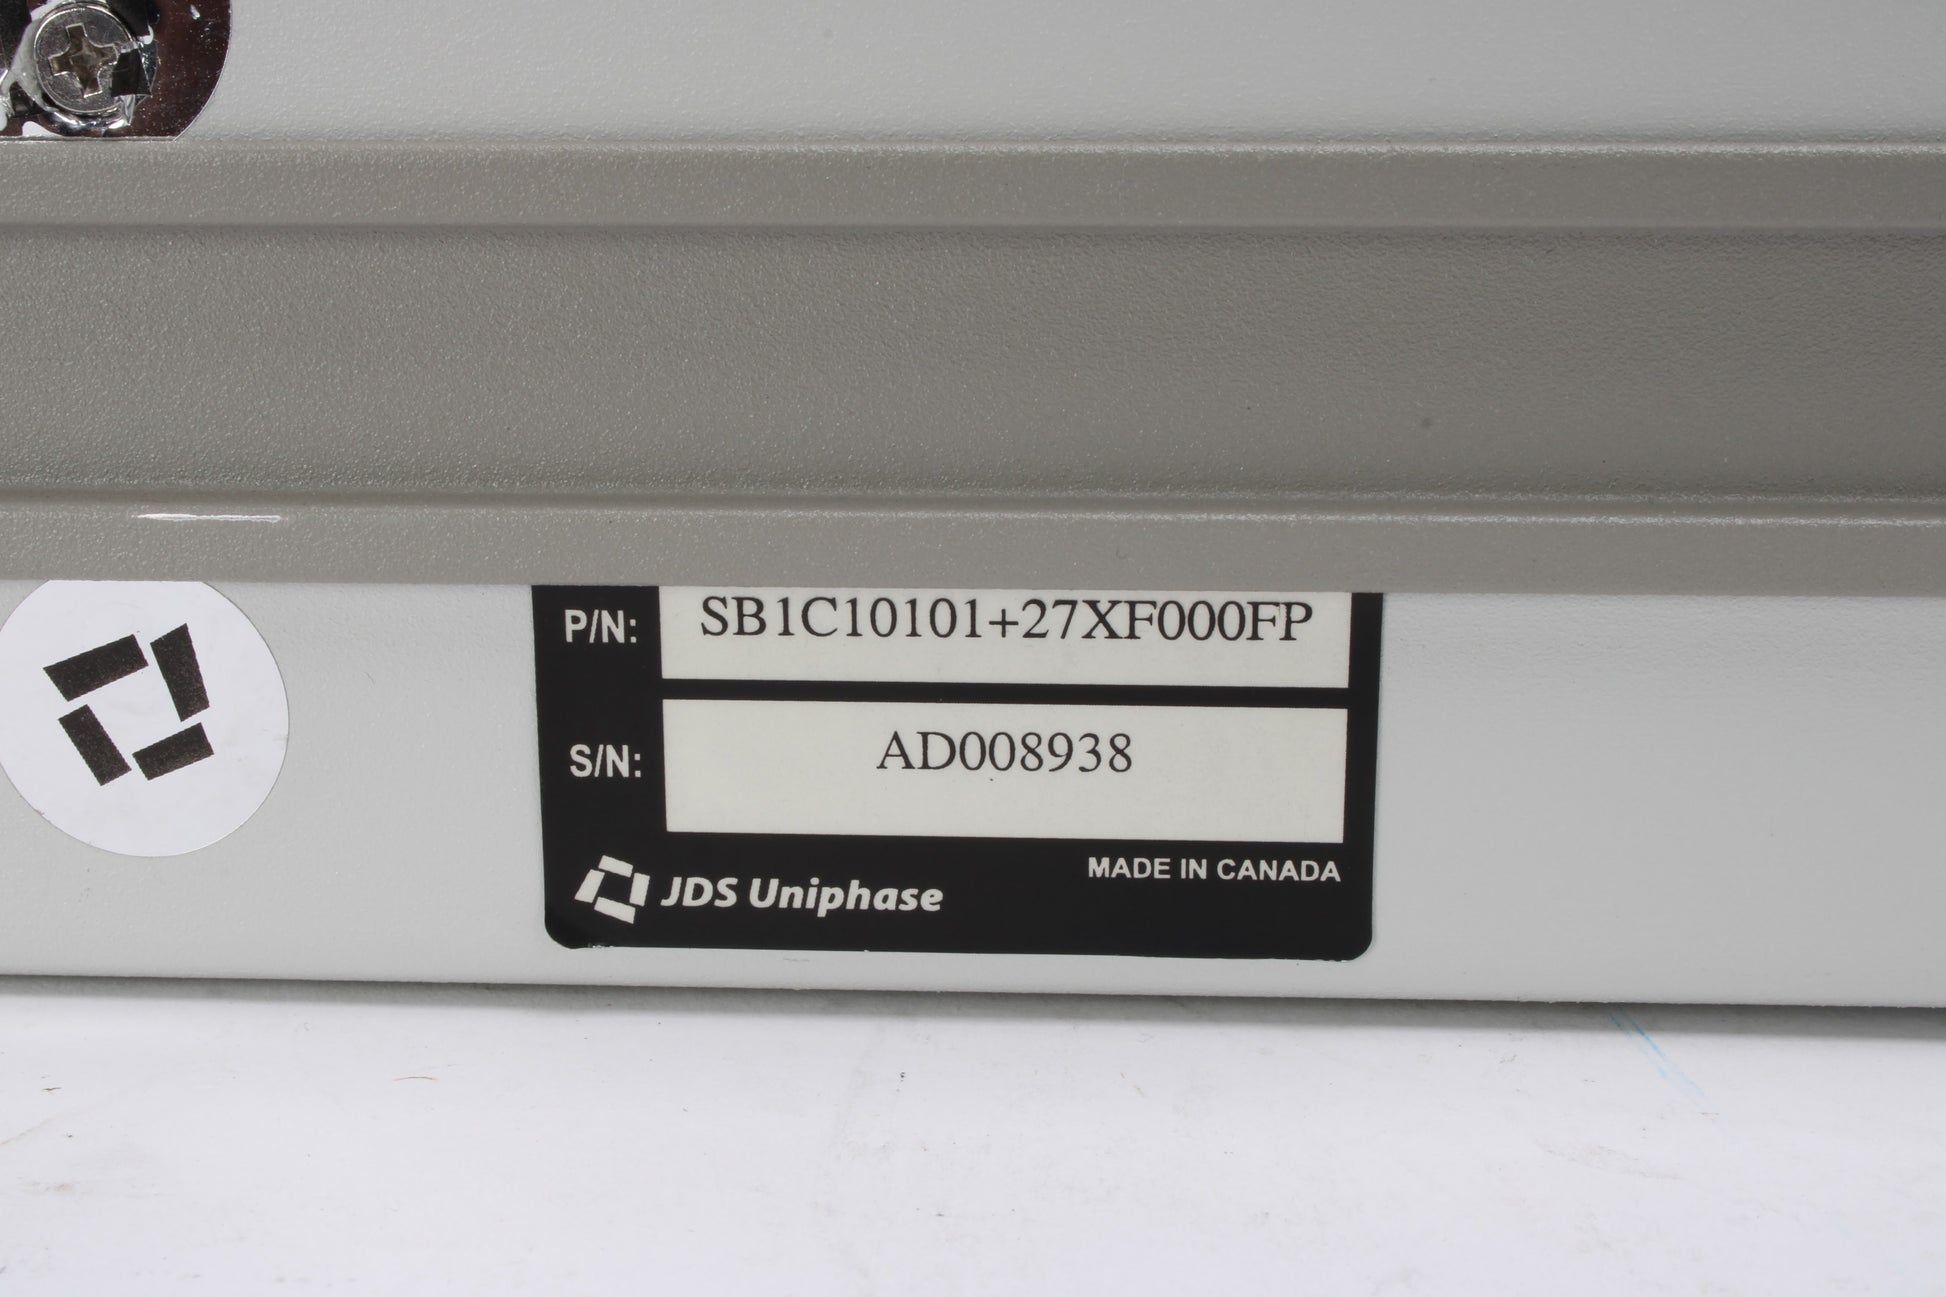 P/N: SB1C10101+27XF000FP
S/N: AD008938
MADE IN CANADA
JDS Uniphase